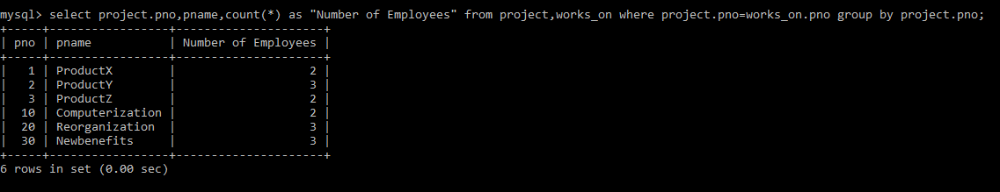 mysql> select project.pno,pname,count(*) as "Number of Employees" from project,works_on where project.pno=works_on.pno group by project.pno;
+-----+-----------------+---------------------+
| pno | pname           | Number of Employees |
+-----+-----------------+---------------------+
|   1 | ProductX        |                   2 |
|   2 | ProductY        |                   3 |
|   3 | ProductZ        |                   2 |
|  10 | Computerization |                   2 |
|  20 | Reorganization  |                   3 |
|  30 | Newbenefits     |                   3 |
+-----+-----------------+---------------------+
6 rows in set (0.00 sec)